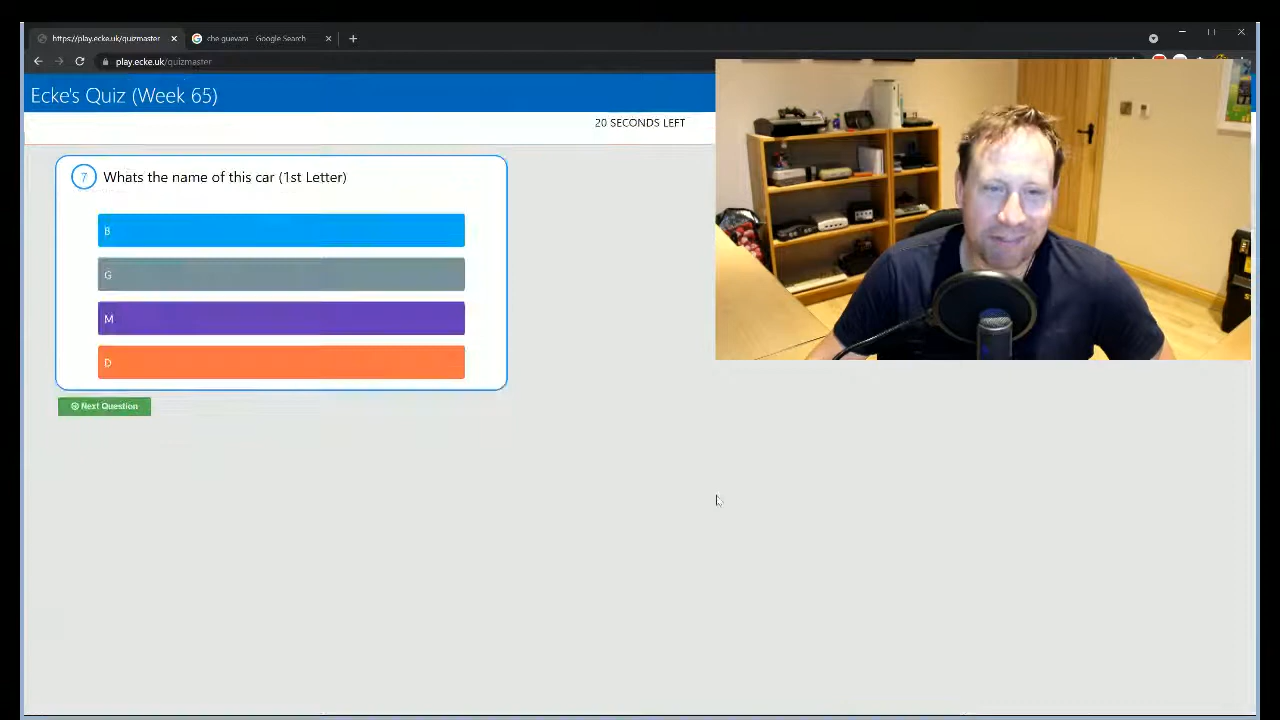 https://play.ecke.uk/quizmaster
che guevara - Google Search
play.ecke.uk/quizmaster
Ecke's Quiz (Week 65)
20 SECONDS LEFT
7 Whats the name of this car (1st Letter)
B
G
M
D
Next Question